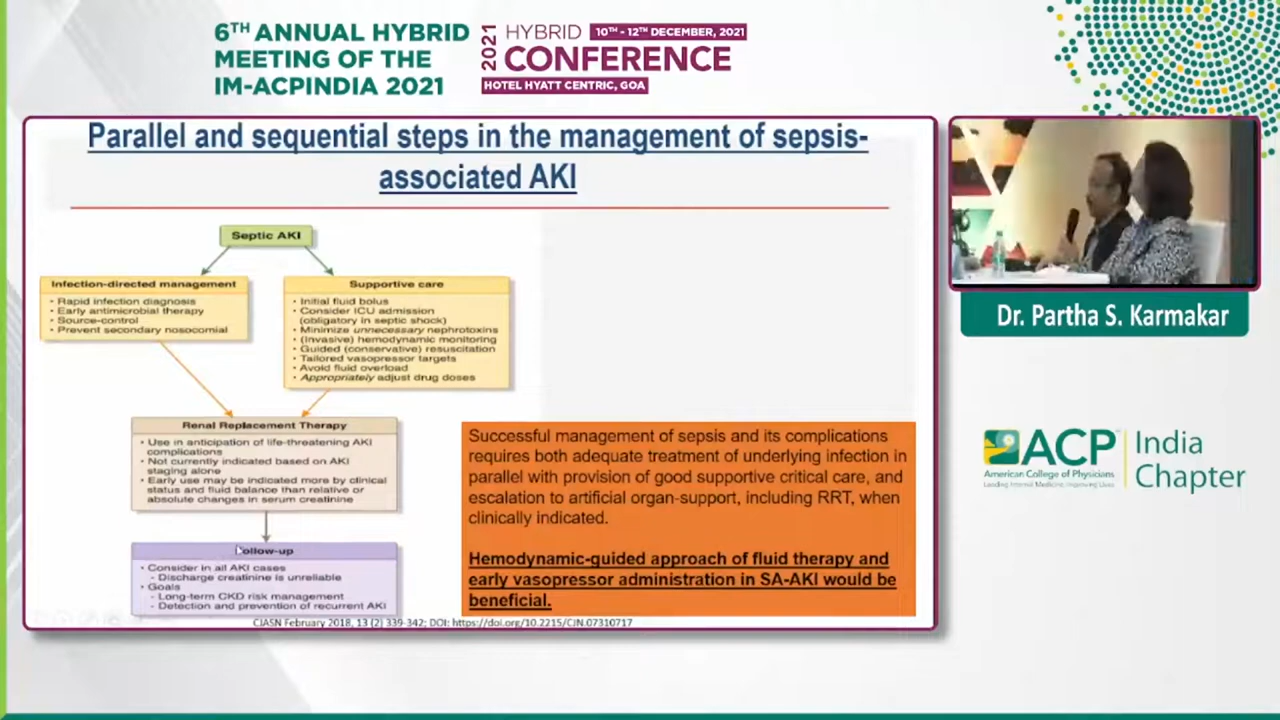 6TH ANNUAL HYBRID
MEETING OF THE
IM-ACPINDIA 2021
2021
HYBRID
10TH - 12TH DECEMBER, 2021
CONFERENCE
HOTEL HYATT CENTRIC, GOA
Parallel and sequential steps in the management of sepsis-
associated AKI
Septic AKI
Infection-directed management
• Rapid infection diagnosis
• Early antimicrobial therapy
• Source-control
• Prevent secondary nosocomial
Supportive care
• Initial fluid bolus
• Consider ICU admission
(obligatory in septic shock)
• Minimize unnecessary nephrotoxins
• (Invasive) hemodynamic monitoring
• Guided (conservative) resuscitation
• Tailored vasopressor targets
• Avoid fluid overload
• Appropriately adjust drug doses
Renal Replacement Therapy
• Use in anticipation of life-threatening AKI
complications
• Not currently indicated based on AKI
staging alone
• Early use may be indicated more by clinical
status and fluid balance than relative or
absolute changes in serum creatinine
Follow-up
• Consider in all AKI cases
- Discharge creatinine is unreliable
• Goals
- Long-term CKD risk management
- Detection and prevention of recurrent AKI
Successful management of sepsis and its complications
requires both adequate treatment of underlying infection in
parallel with provision of good supportive critical care, and
escalation to artificial organ-support, including RRT, when
clinically indicated.
Hemodynamic-guided approach of fluid therapy and
early vasopressor administration in SA-AKI would be
beneficial.
CJASN February 2018, 13 (2) 339-342; DOI: https://doi.org/10.2215/CJN.07310717
Dr. Partha S. Karmakar
ACP
American College of Physicians
Leading Internal Medicine, Improving Lives
India
Chapter